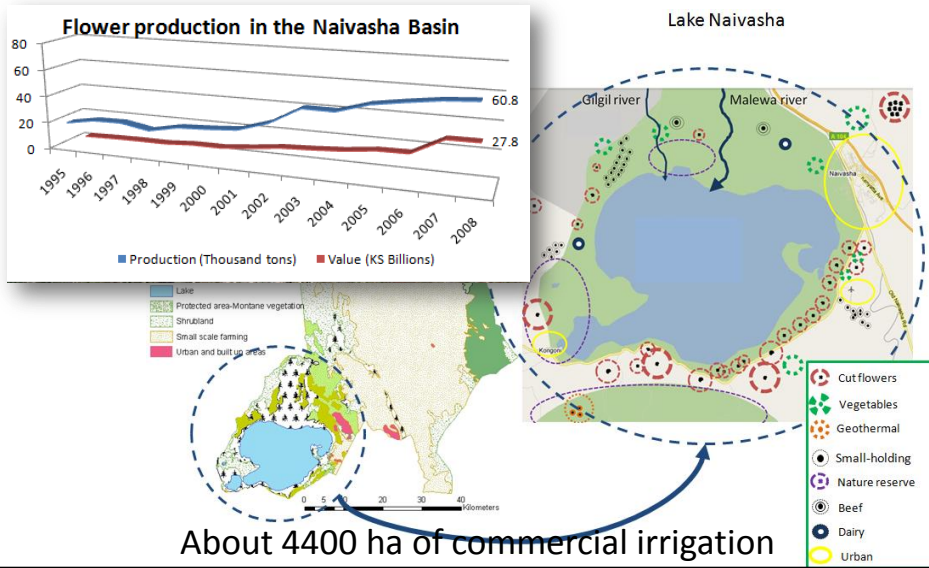 Flower production in the Naivasha Basin
80
60
40
20
0
60.8
27.8
1995
1996
1997
1998
1999
2000
2001
2002
2003
2004
2005
2006
2007
2008
Production (Thousand tons)
Value (KS Billions)
Lake Naivasha
Gilgil river
Malewa river
A 104
Naivasha
Kongoni
Lake
Protected area-Montane vegetation
Shrubland
Small scale farming
Urban and built up areas
0 5 10 20 30 40
Kilometers
Cut flowers
Vegetables
Geothermal
Small-holding
Nature reserve
Beef
Dairy
Urban
About 4400 ha of commercial irrigation